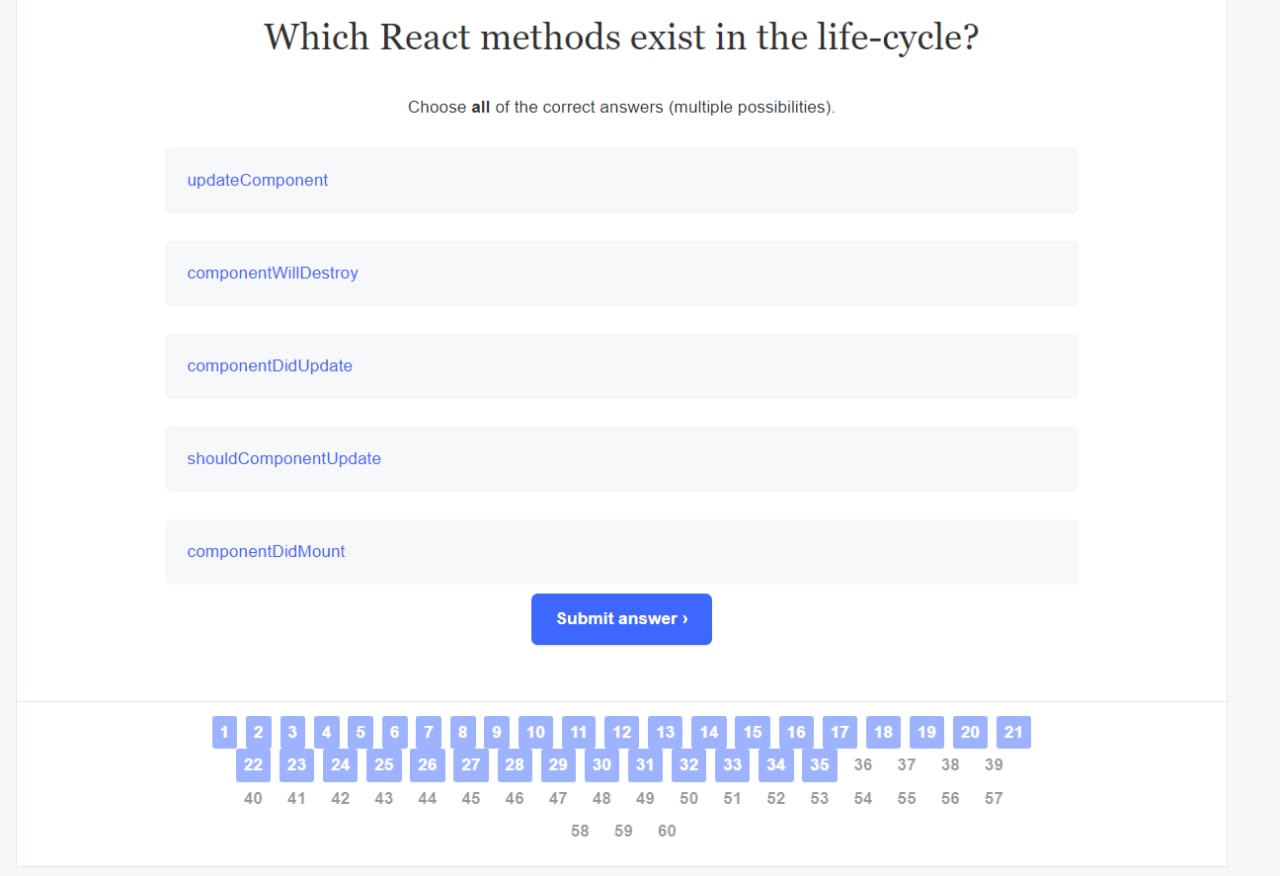 Which React methods exist in the life-cycle?
Choose all of the correct answers (multiple possibilities).
updateComponent
componentWillDestroy
componentDidUpdate
shouldComponentUpdate
componentDidMount
Submit answer ›
1 2 3 4 5 6 7 8 9 10 11 12 13 14 15 16 17 18 19 20 21
22 23 24 25 26 27 28 29 30 31 32 33 34 35 36 37 38 39
40 41 42 43 44 45 46 47 48 49 50 51 52 53 54 55 56 57
58 59 60